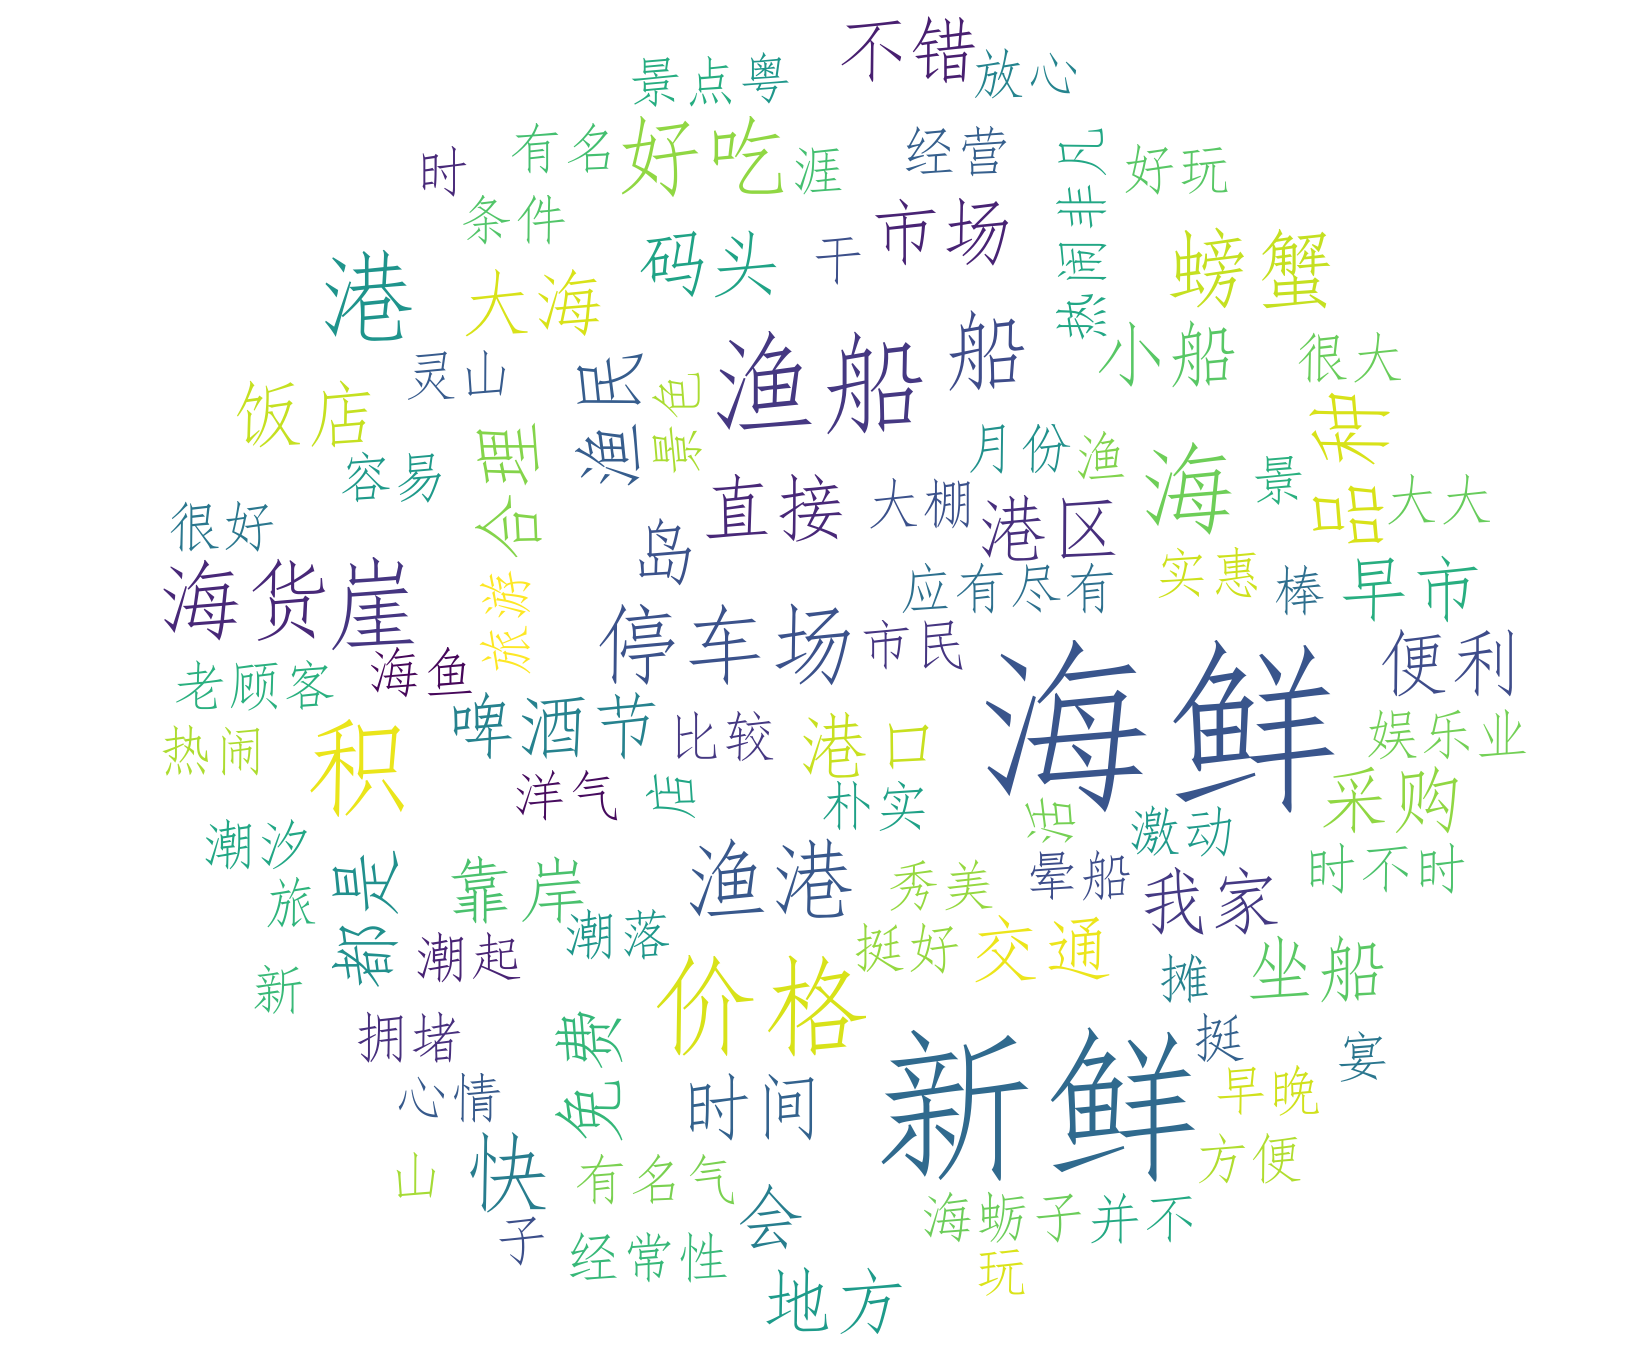 不错
放心
景点粤
有名
好吃
涯
经营
热闹非凡
好玩
时
条件
码头
干
市场
螃蟹
港
大海
渔船
船
小船
很大
灵山
渔民
景色
饭店
合理
容易
月份
渔
海
景
品种
大大
很好
直接
大棚
港区
岛
应有尽有
实惠
棒
早市
海货崖
旅游
停车场
市民
海鲜
便利
老顾客
海鱼
热闹
积
啤酒节
比较
港口
娱乐业
洋气
店
朴实
活
激动
采购
潮汐
都是
靠岸
渔港
秀美
晕船
我家
时不时
旅
潮起
潮落
挺好
交通
摊
坐船
新
价格
拥堵
免费
新鲜
挺
宴
心情
时间
早晚
山
快
有名气
会
方便
子
经常性
海蛎子
并不
玩
地方